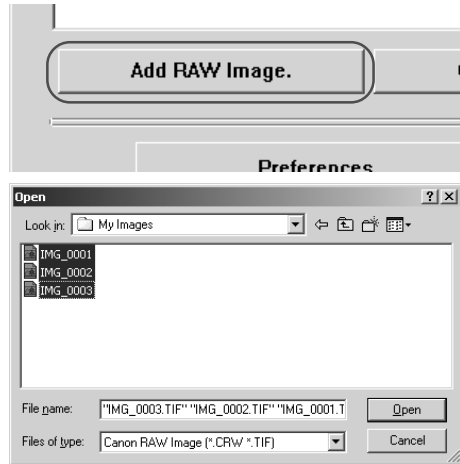 Add RAW Image.
Preferences
Open
Look in: My Images
IMG_0001
IMG_0002
IMG_0003
File name: "IMG_0003.TIF" "IMG_0002.TIF" "IMG_0001.T
Open
Files of type: Canon RAW Image (*.CRW *.TIF)
Cancel